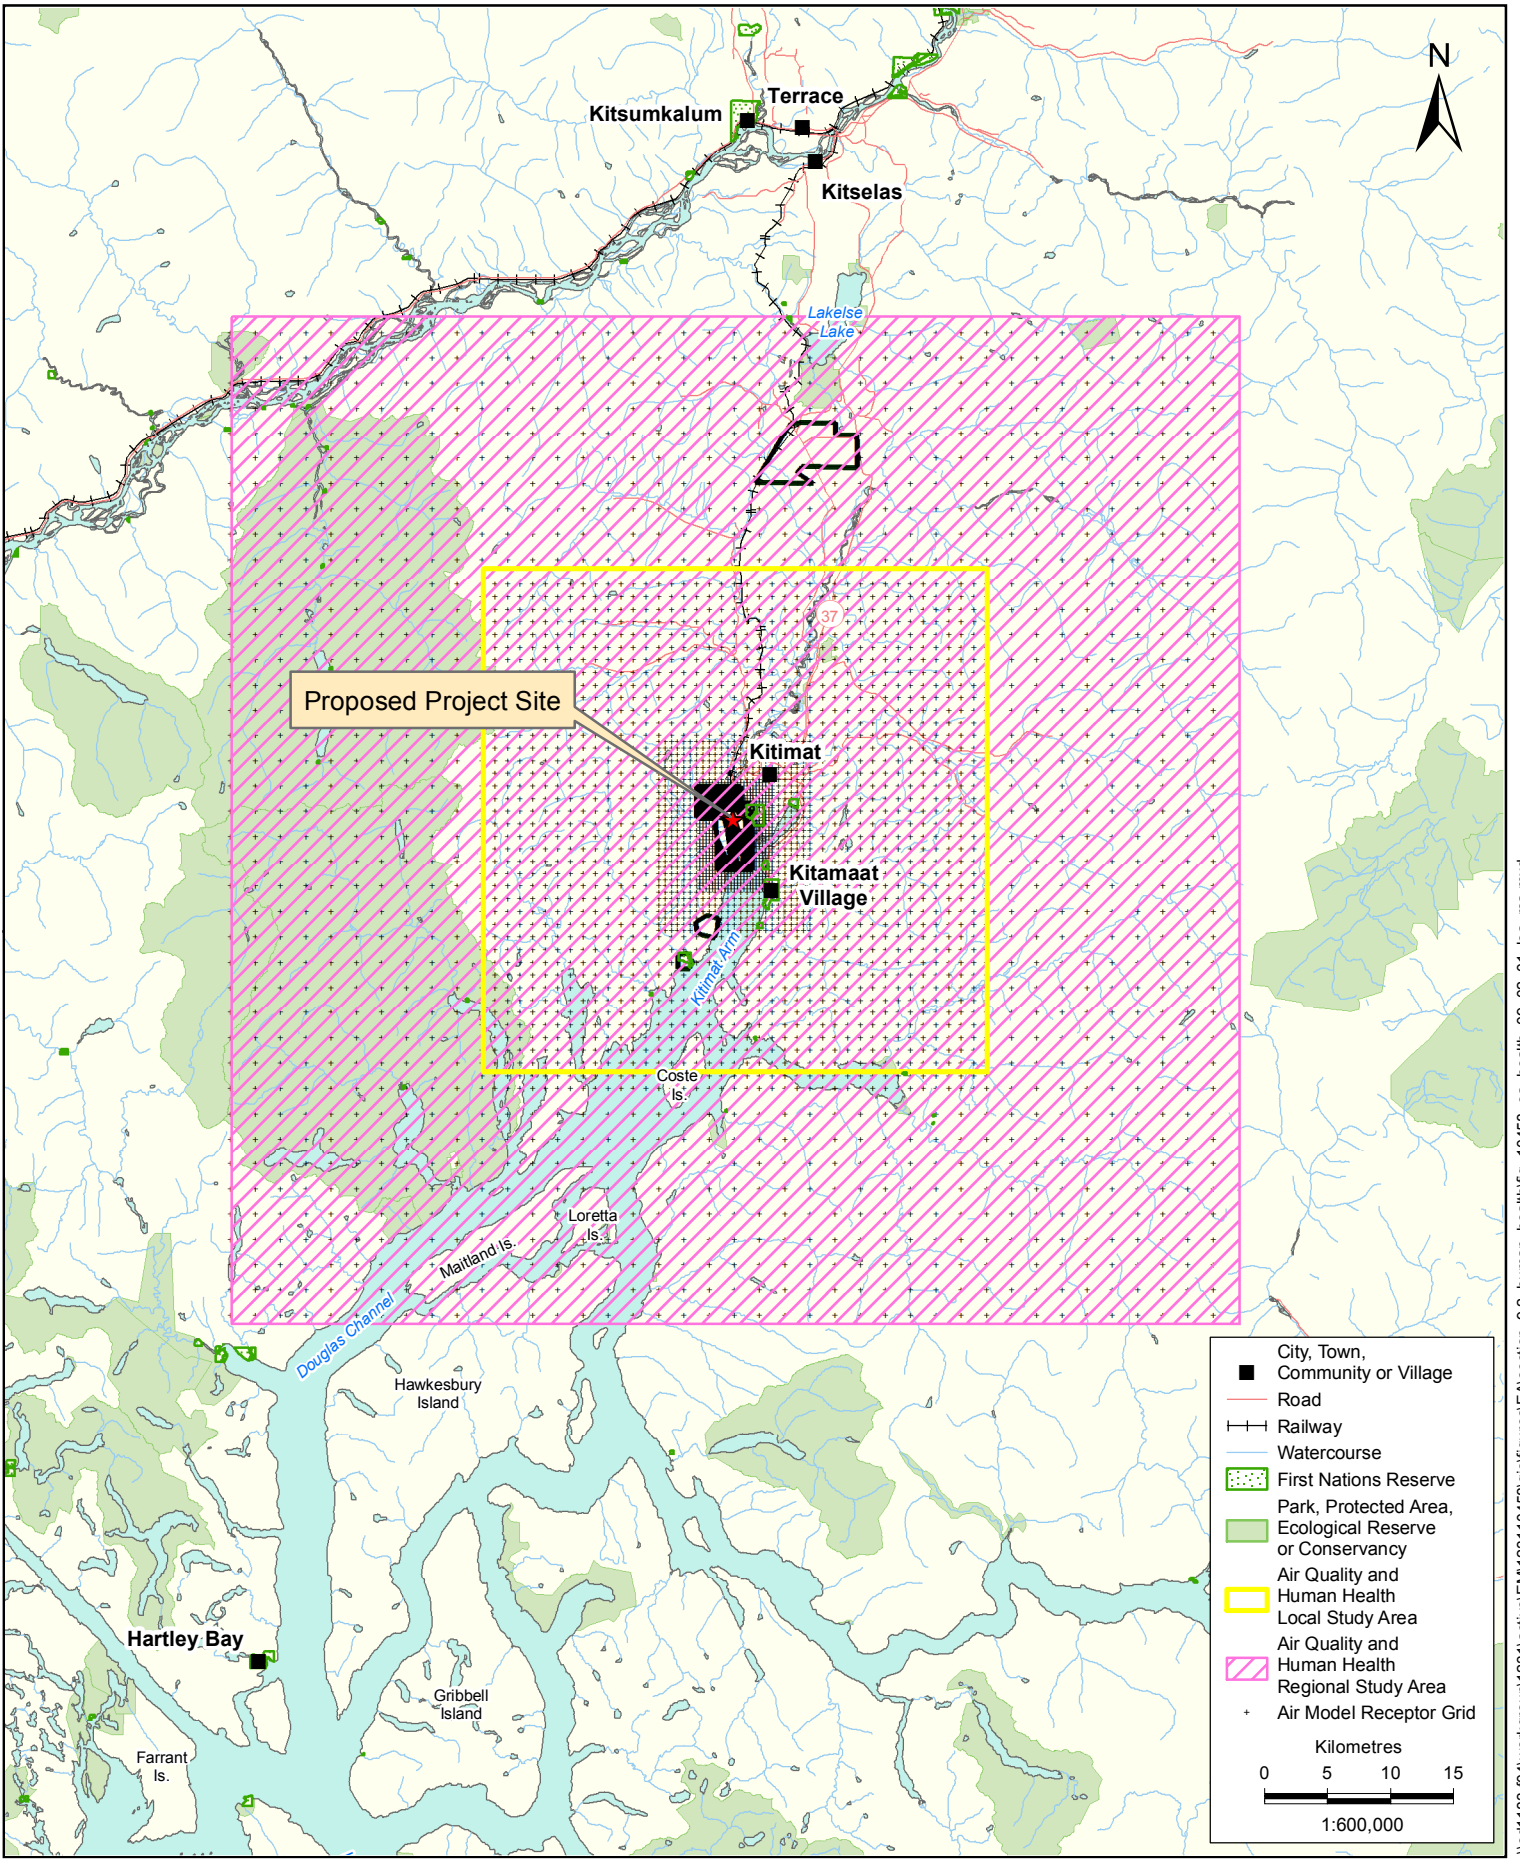 N
Terrace
Kitsumkalum
Kitselas
Lakelse
Lake
37
Proposed Project Site
Kitimat
Kitamaat
Village
Kitimat Arm
Coste
Is.
Loretta
Is.
Maitland Is.
Douglas Channel
Hawkesbury
Island
Hartley Bay
Gribbell
Island
Farrant
Is.
City, Town,
Community or Village
Road
Railway
Watercourse
First Nations Reserve
Park, Protected Area,
Ecological Reserve
or Conservancy
Air Quality and
Human Health
Local Study Area
Air Quality and
Human Health
Regional Study Area
Air Model Receptor Grid
Kilometres
0 5 10 15
1:600,000